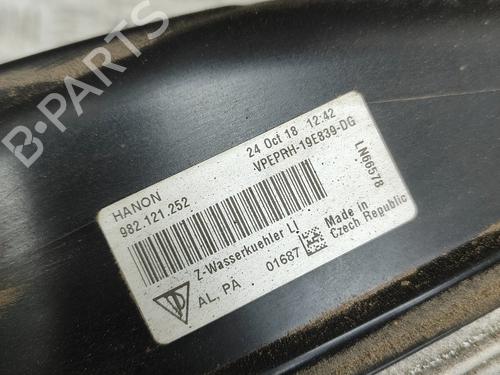 HANON
24 Oct 18 12:42
982.121.252
VPEPRH-19E839-DG
LN66578
Z-Wasserkuehler LI
AL, PA
01687
Made in
Czech Republic
B-PARTS